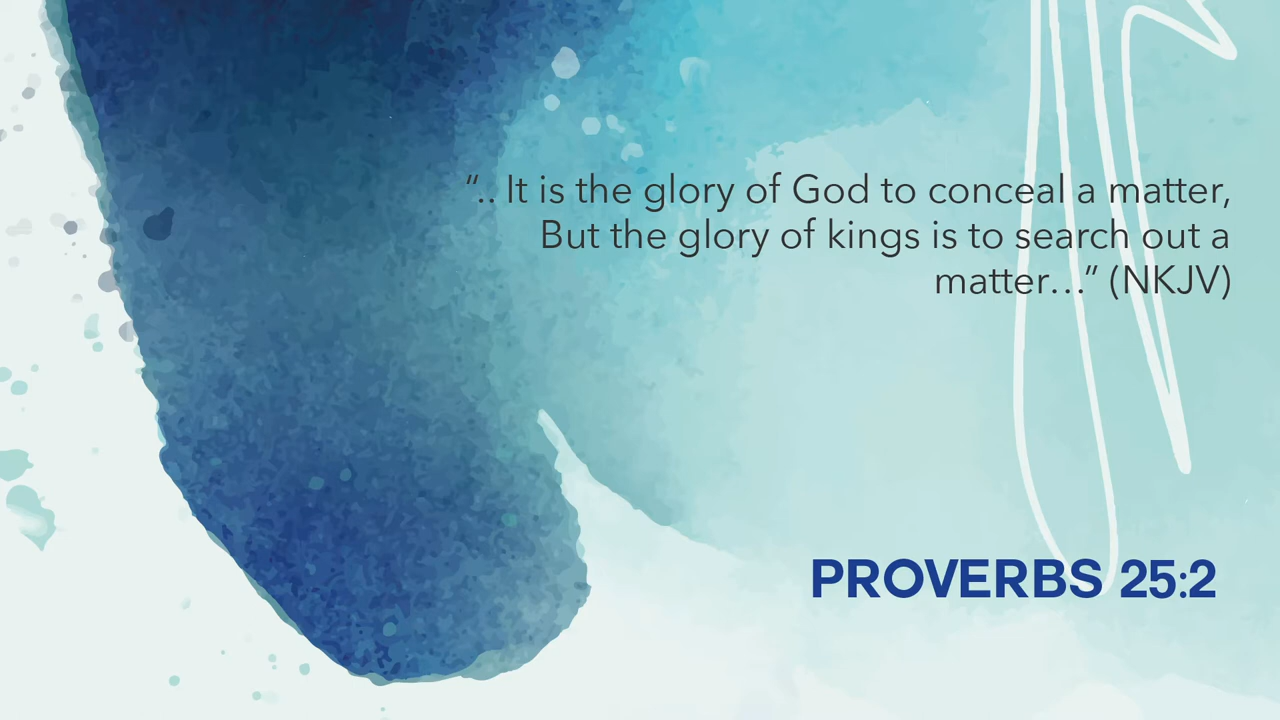 “.. It is the glory of God to conceal a matter,
But the glory of kings is to search out a
matter…” (NKJV)
PROVERBS 25:2